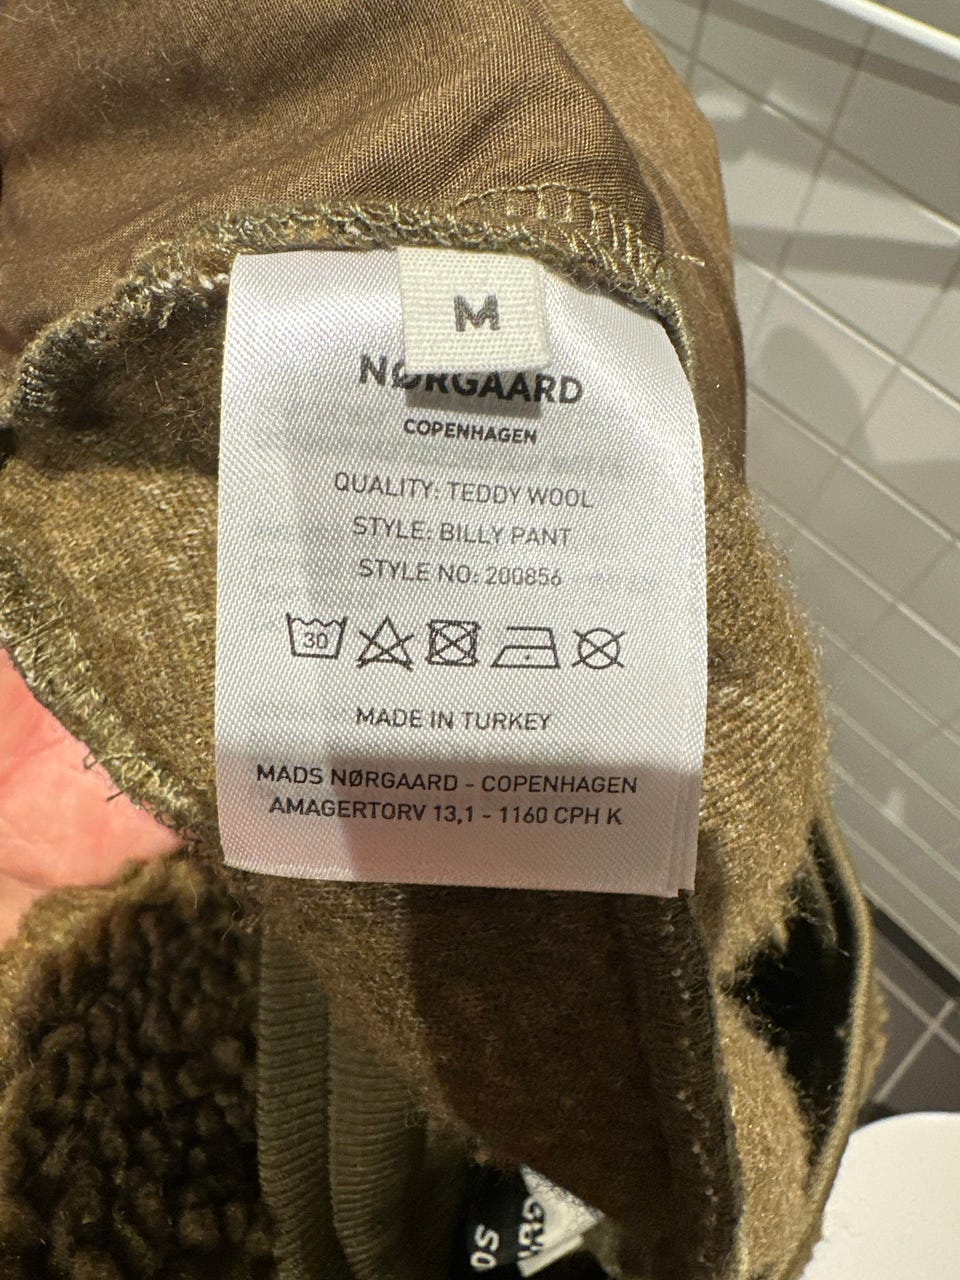 M
NØRGAARD
COPENHAGEN
QUALITY: TEDDY WOOL
STYLE: BILLY PANT
STYLE NO: 200856
30
MADE IN TURKEY
MADS NØRGAARD - COPENHAGEN
AMAGERTORV 13,1 - 1160 CPH K
SO